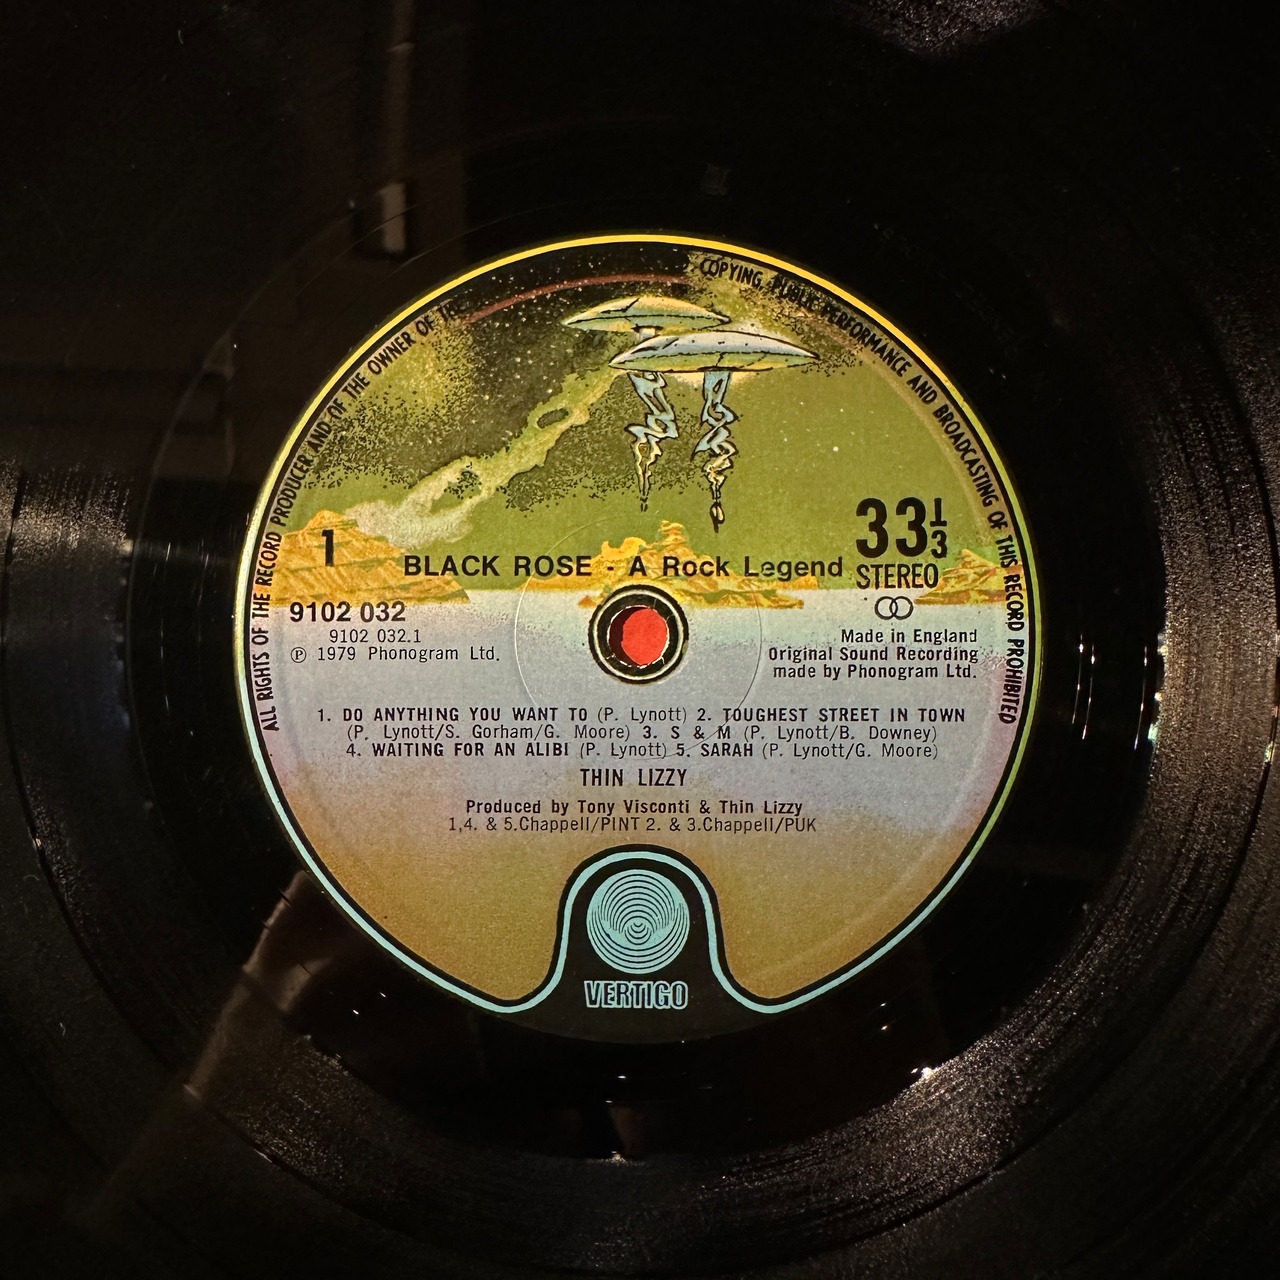 ALL RIGHTS OF THE RECORD PRODUCER AND OF THE OWNER OF THE
COPYING, PUBLIC PERFORMANCE AND BROADCASTING OF THIS RECORD PROHIBITED
1
BLACK ROSE - A Rock Legend
33 1/3
STEREO
9102 032
9102 032.1
Ⓟ 1979 Phonogram Ltd.
Made in England
Original Sound Recording
made by Phonogram Ltd.
1. DO ANYTHING YOU WANT TO (P. Lynott) 2. TOUGHEST STREET IN TOWN
(P. Lynott/S. Gorham/G. Moore) 3. S & M (P. Lynott/B. Downey)
4. WAITING FOR AN ALIBI (P. Lynott) 5. SARAH (P. Lynott/G. Moore)
THIN LIZZY
Produced by Tony Visconti & Thin Lizzy
1,4. & 5.Chappell/PINT 2. & 3.Chappell/PUK
VERTIGO